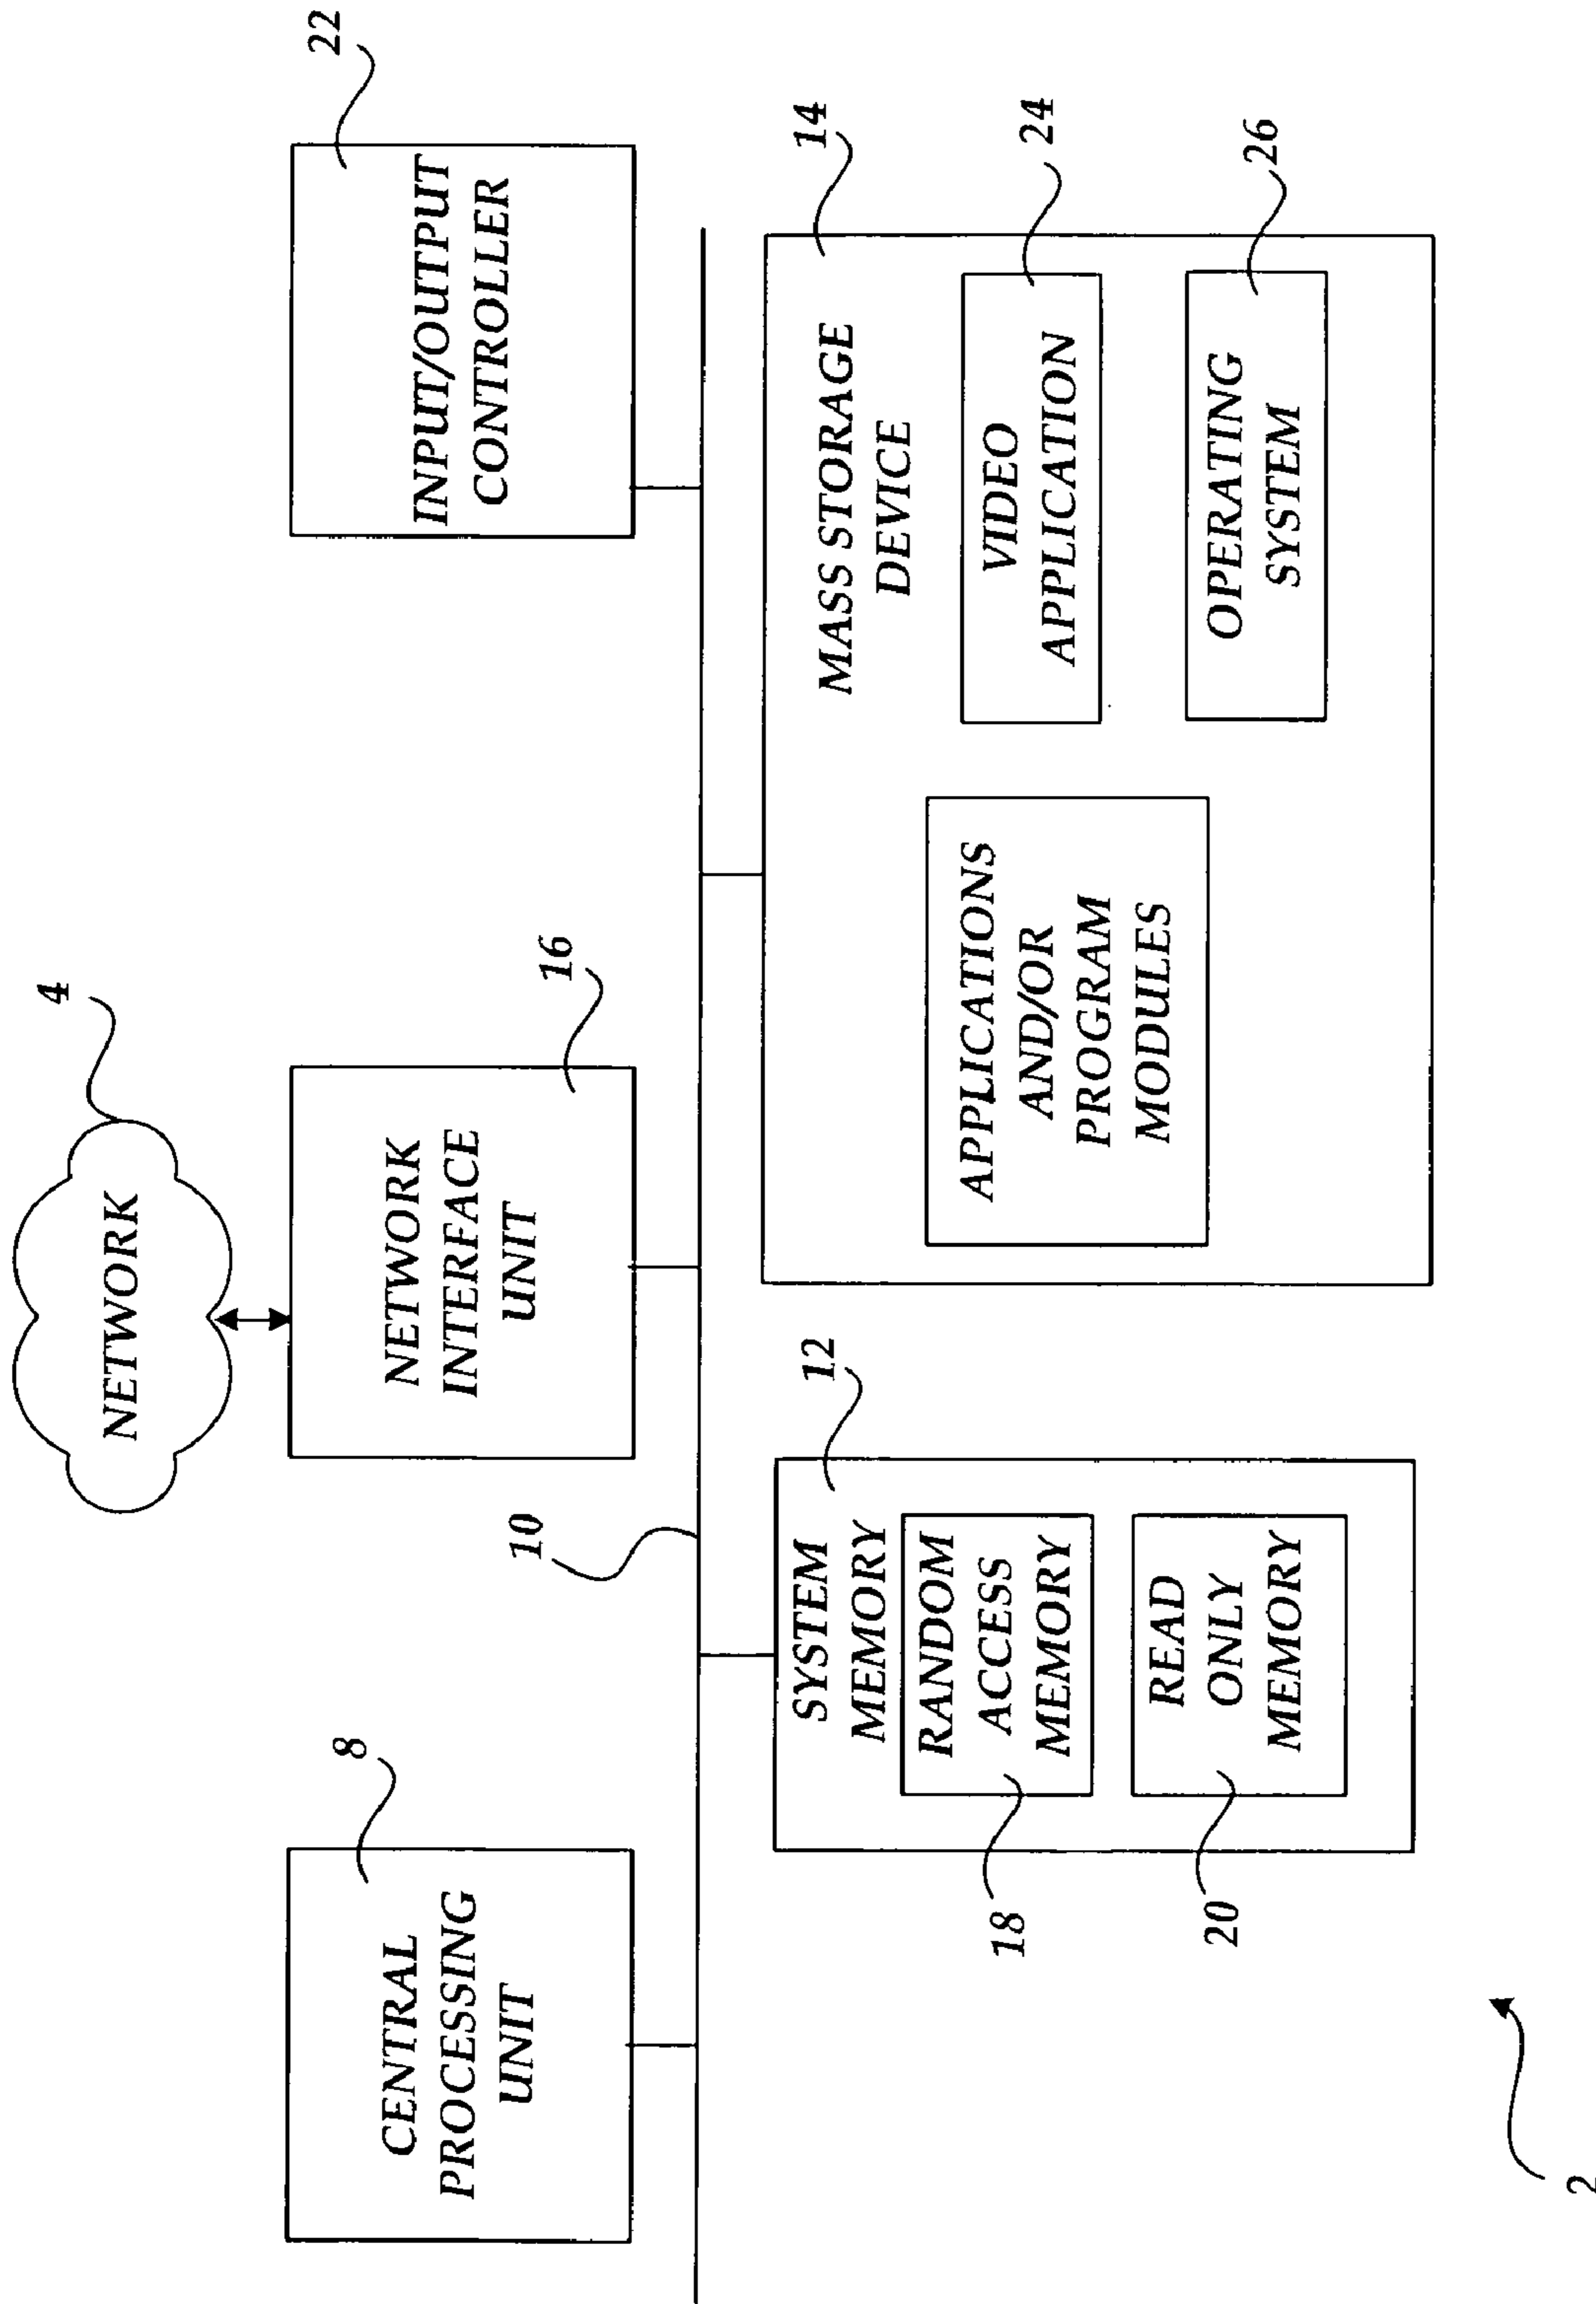 NETWORK
4
CENTRAL
PROCESSING
UNIT
8
NETWORK
INTERFACE
UNIT
16
INPUT/OUTPUT
CONTROLLER
22
10
SYSTEM
MEMORY
12
RANDOM
ACCESS
MEMORY
18
READ
ONLY
MEMORY
20
MASS STORAGE
DEVICE
14
APPLICATIONS
AND/OR
PROGRAM
MODULES
VIDEO
APPLICATION
24
OPERATING
SYSTEM
26
2